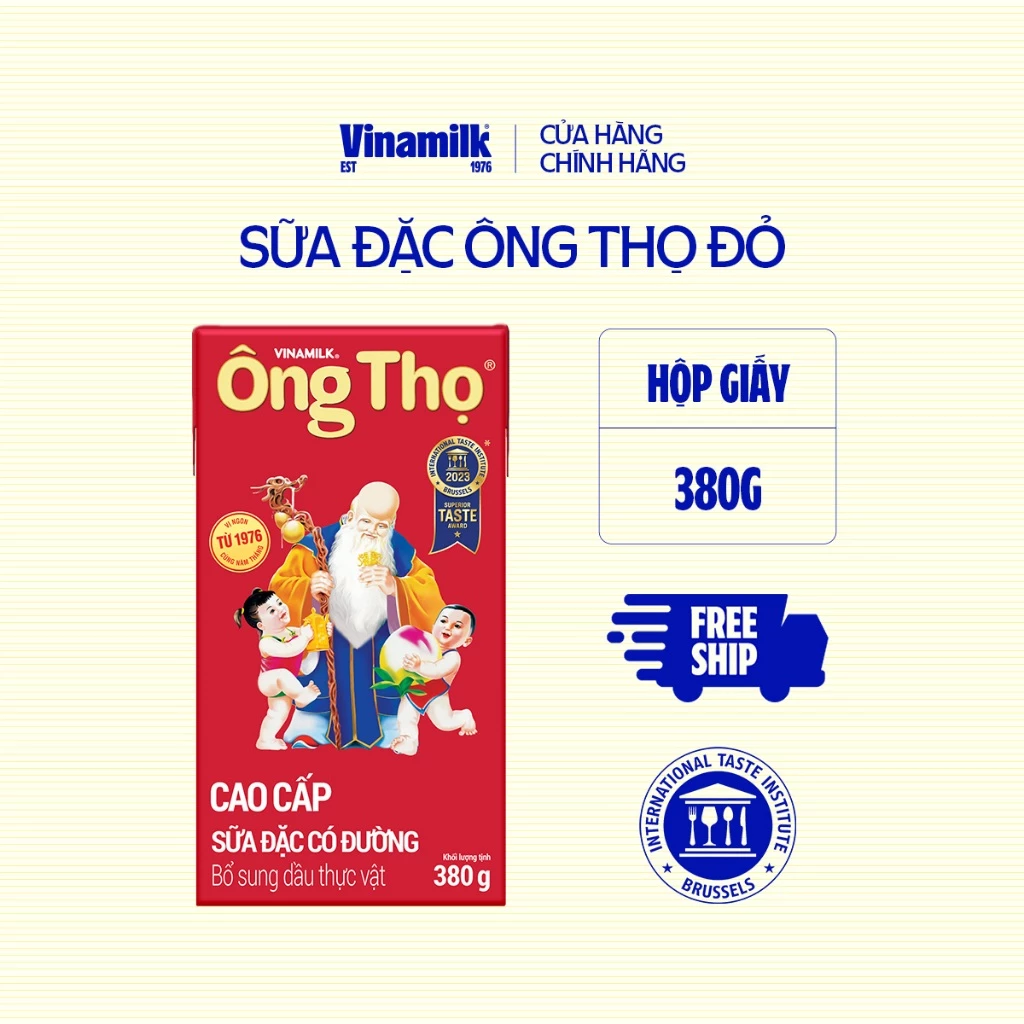 Vinamilk
EST 1976
CỬA HÀNG
CHÍNH HÃNG
SỮA ĐẶC ÔNG THỌ ĐỎ
VINAMILK®
Ông Thọ®
INTERNATIONAL TASTE INSTITUTE
2023
BRUSSELS
SUPERIOR
TASTE
AWARD
*
VỊ NGON
TỪ 1976
CÙNG NĂM THÁNG
CAO CẤP
SỮA ĐẶC CÓ ĐƯỜNG
Bổ sung dầu thực vật
Khối lượng tịnh
380 g
HỘP GIẤY
380G
FREE
SHIP
INTERNATIONAL TASTE INSTITUTE
BRUSSELS